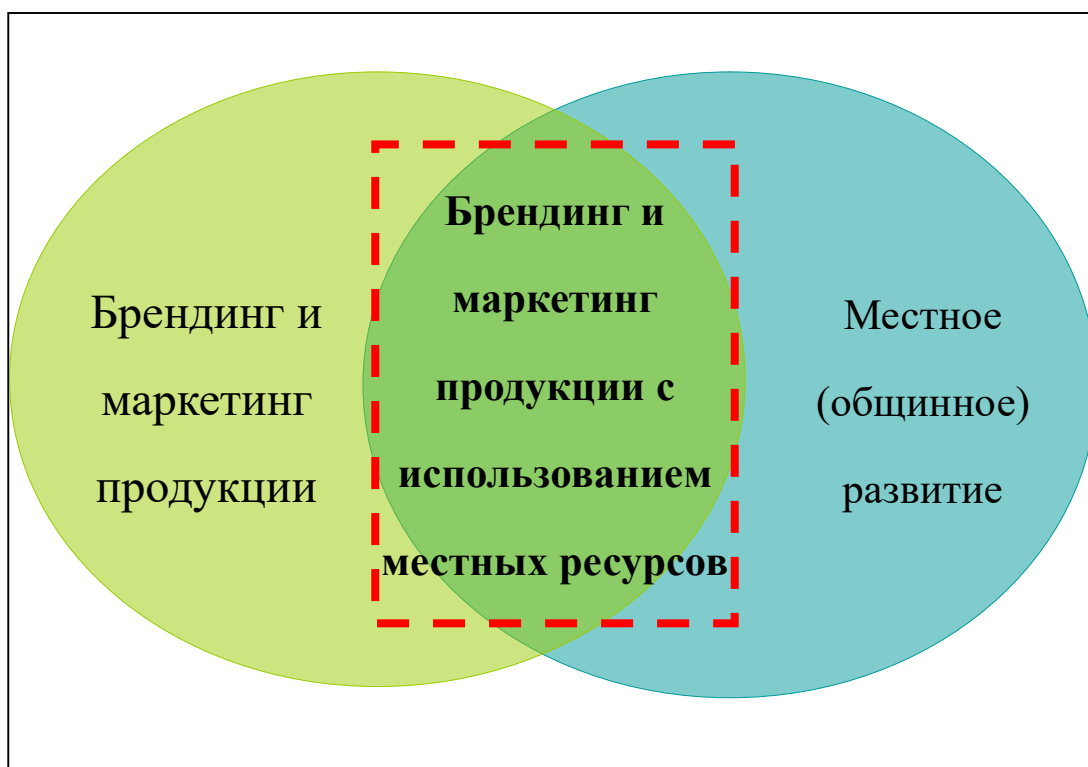 Брендинг и
маркетинг
продукции
Брендинг и
маркетинг
продукции с
использованием
местных ресурсов
Местное
(общинное)
развитие